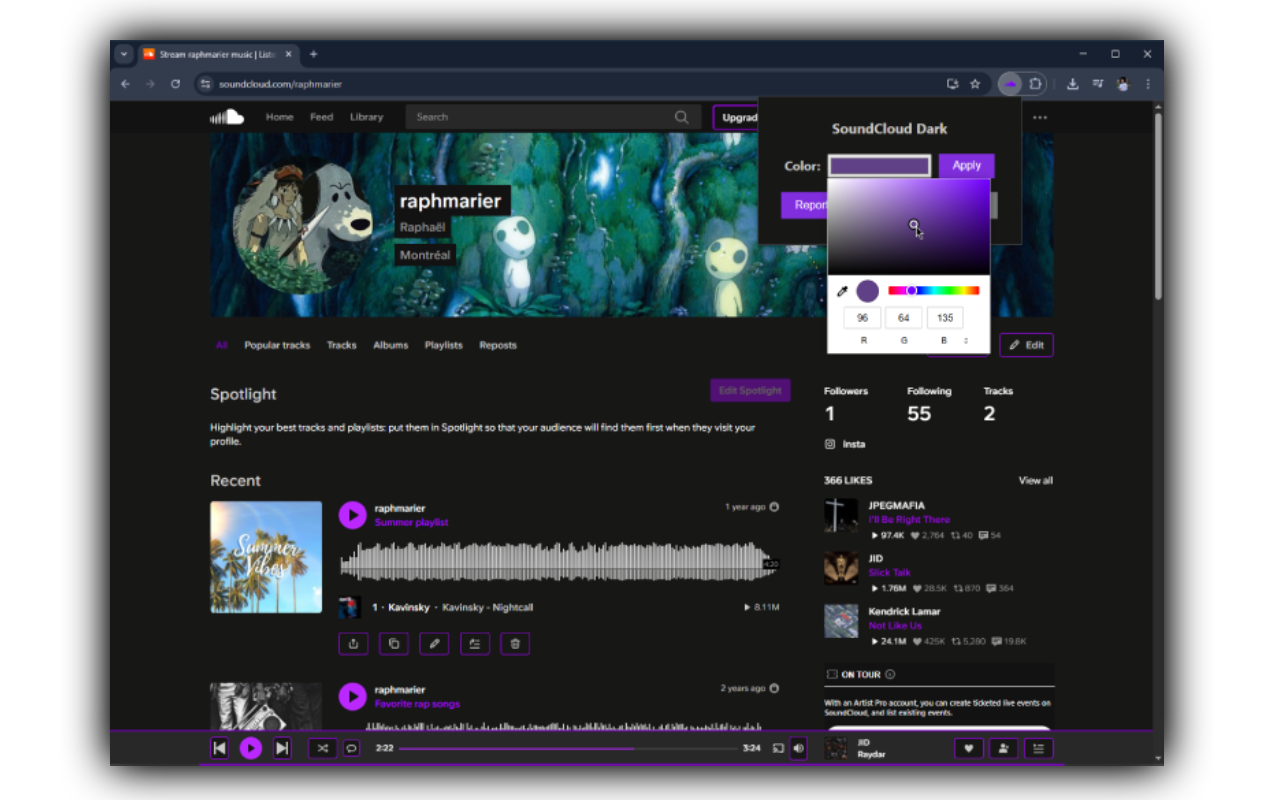 Stream raphmarier music | List
soundcloud.com/raphmarier
Home
Feed
Library
Search
Upgrad
SoundCloud Dark
Color:
Apply
Report
96
64
135
R
G
B
raphmarier
Raphaël
Montréal
All
Popular tracks
Tracks
Albums
Playlists
Reposts
Edit
Spotlight
Edit Spotlight
Highlight your best tracks and playlists: put them in Spotlight so that your audience will find them first when they visit your
profile.
Followers
Following
Tracks
1
55
2
insta
Recent
Summer
Vibes
raphmarier
Summer playlist
1 year ago
4:20
1 · Kavinsky - Kavinsky - Nightcall
8.11M
raphmarier
Favorite rap songs
2 years ago
366 LIKES
View all
JPEGMAFIA
I'll Be Right There
97.4K
2,764
40
54
JID
Slick Talk
1.76M
28.5K
870
364
Kendrick Lamar
Not Like Us
24.1M
425K
5,280
19.8K
ON TOUR
With an Artist Pro account, you can create ticketed live events on
SoundCloud, and list existing events.
2:22
3:24
JID
Raydar